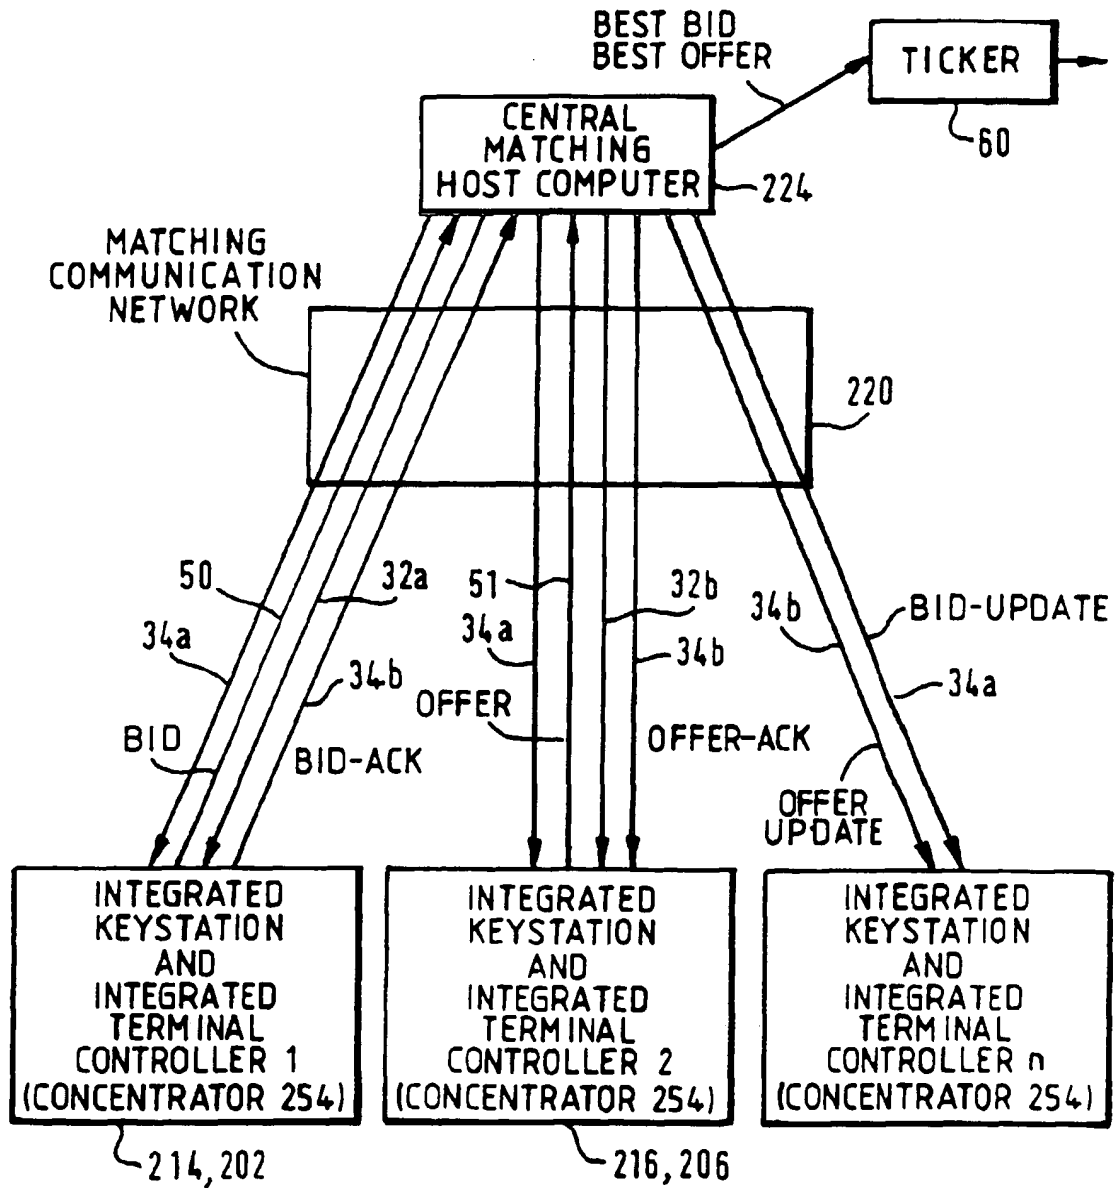 BEST BID
BEST OFFER
TICKER
60
CENTRAL
MATCHING
HOST COMPUTER
224
MATCHING
COMMUNICATION
NETWORK
220
50
32a
34a
34b
BID
BID-ACK
51
32b
34a
34b
OFFER
OFFER-ACK
34b
BID-UPDATE
34a
OFFER
UPDATE
INTEGRATED
KEYSTATION
AND
INTEGRATED
TERMINAL
CONTROLLER 1
(CONCENTRATOR 254)
214,202
INTEGRATED
KEYSTATION
AND
INTEGRATED
TERMINAL
CONTROLLER 2
(CONCENTRATOR 254)
216,206
INTEGRATED
KEYSTATION
AND
INTEGRATED
TERMINAL
CONTROLLER n
(CONCENTRATOR 254)